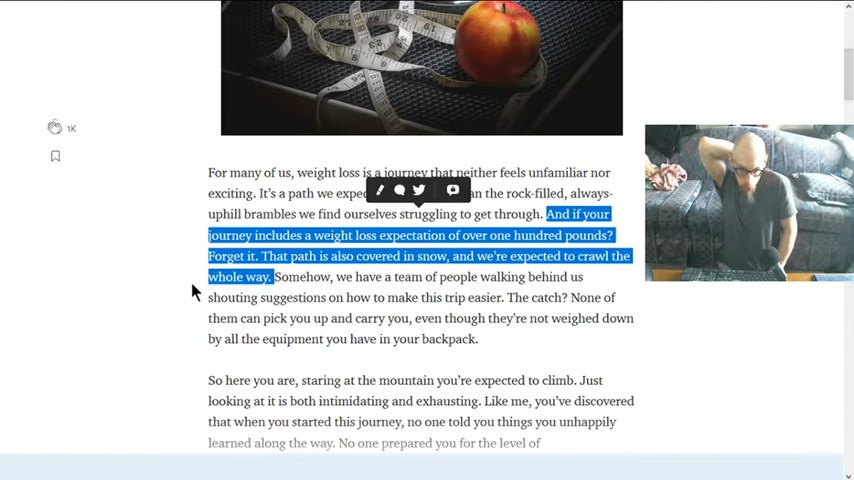 1K
For many of us, weight loss is a journey that neither feels unfamiliar nor
exciting. It's a path we expec an the rock-filled, always-
uphill brambles we find ourselves struggling to get through. And if your
journey includes a weight loss expectation of over one hundred pounds?
Forget it. That path is also covered in snow, and we're expected to crawl the
whole way. Somehow, we have a team of people walking behind us
shouting suggestions on how to make this trip easier. The catch? None of
them can pick you up and carry you, even though they're not weighed down
by all the equipment you have in your backpack.
So here you are, staring at the mountain you're expected to climb. Just
looking at it is both intimidating and exhausting. Like me, you've discovered
that when you started this journey, no one told you things you unhappily
learned along the way. No one prepared you for the level of